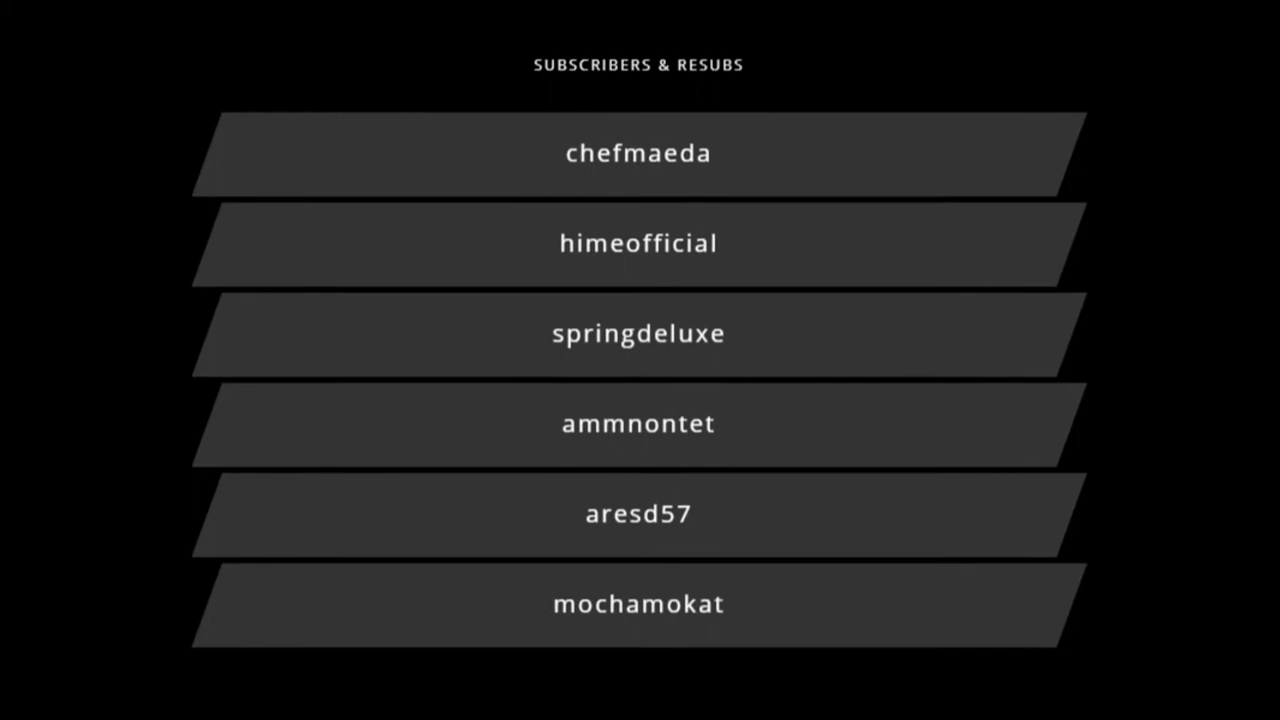 SUBSCRIBERS & RESUBS
chefmaeda
himeofficial
springdeluxe
ammnontet
aresd57
mochamokat